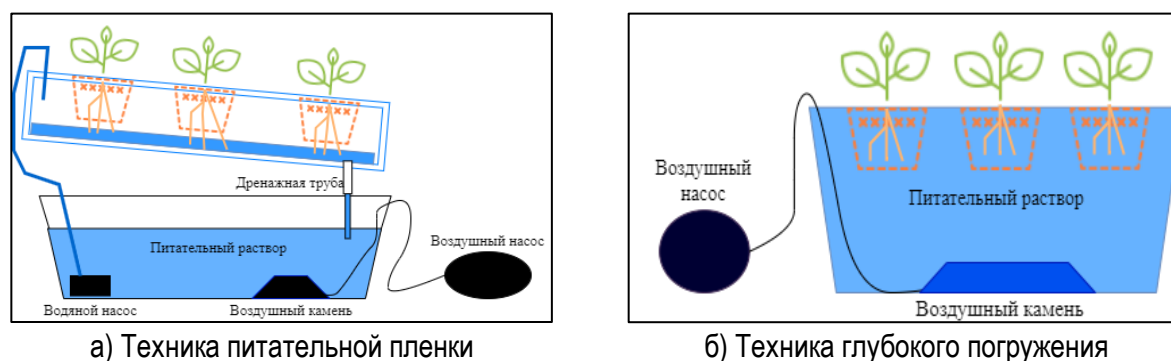 Дренажная труба
Питательный раствор
Воздушный насос
Водяной насос
Воздушный камень
а) Техника питательной пленки
Воздушный
насос
Питательный раствор
Воздушный камень
б) Техника глубокого погружения